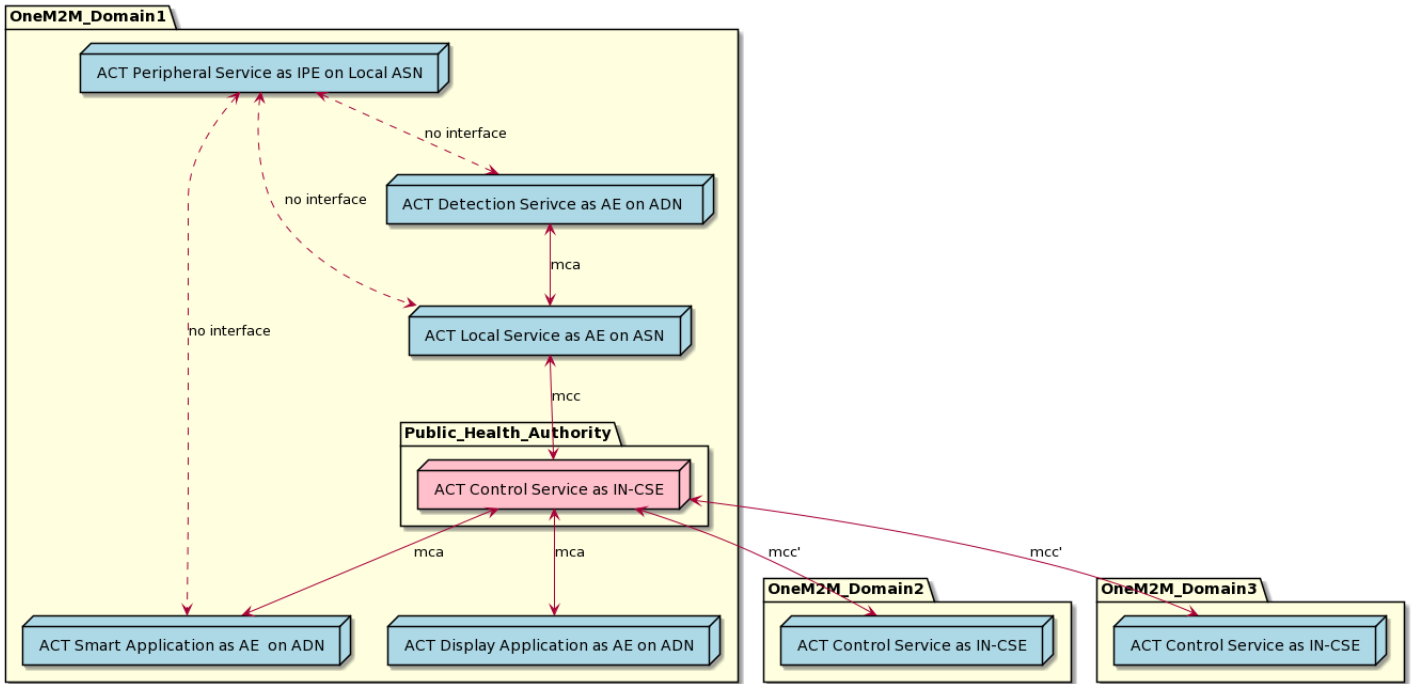 OneM2M_Domain1
ACT Peripheral Service as IPE on Local ASN
no interface
ACT Detection Serivce as AE on ADN
no interface
mca
no interface
ACT Local Service as AE on ASN
mcc
Public_Health_Authority
ACT Control Service as IN-CSE
mca
mca
mcc'
mcc'
OneM2M_Domain2
OneM2M_Domain3
ACT Smart Application as AE  on ADN
ACT Display Application as AE on ADN
ACT Control Service as IN-CSE
ACT Control Service as IN-CSE